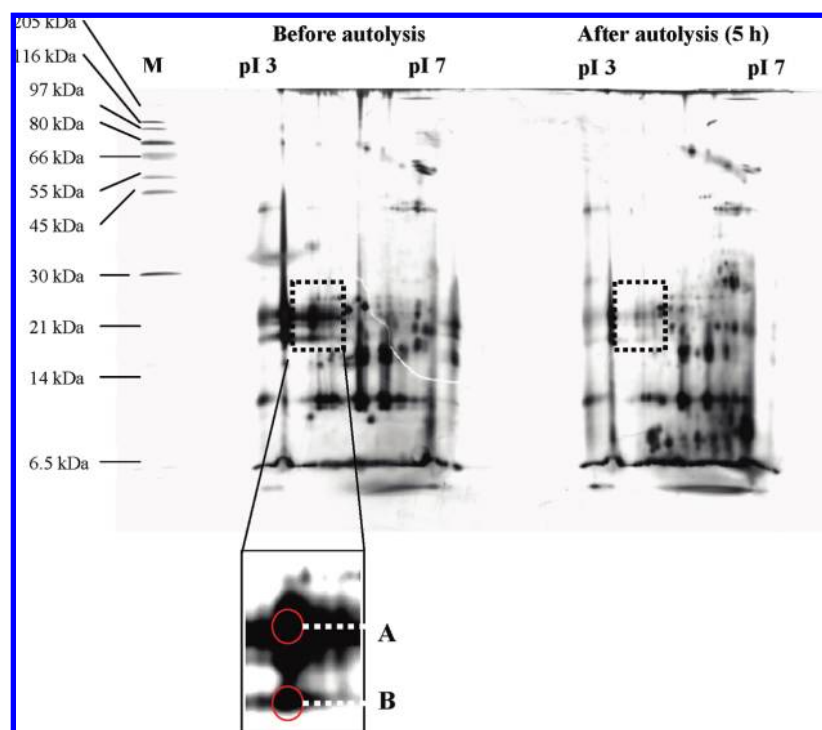 205 kDa
Before autolysis
After autolysis (5 h)
116 kDa
M
pI 3
pI 7
pI 3
pI 7
97 kDa
80 kDa
66 kDa
55 kDa
45 kDa
30 kDa
21 kDa
14 kDa
6.5 kDa
A
B